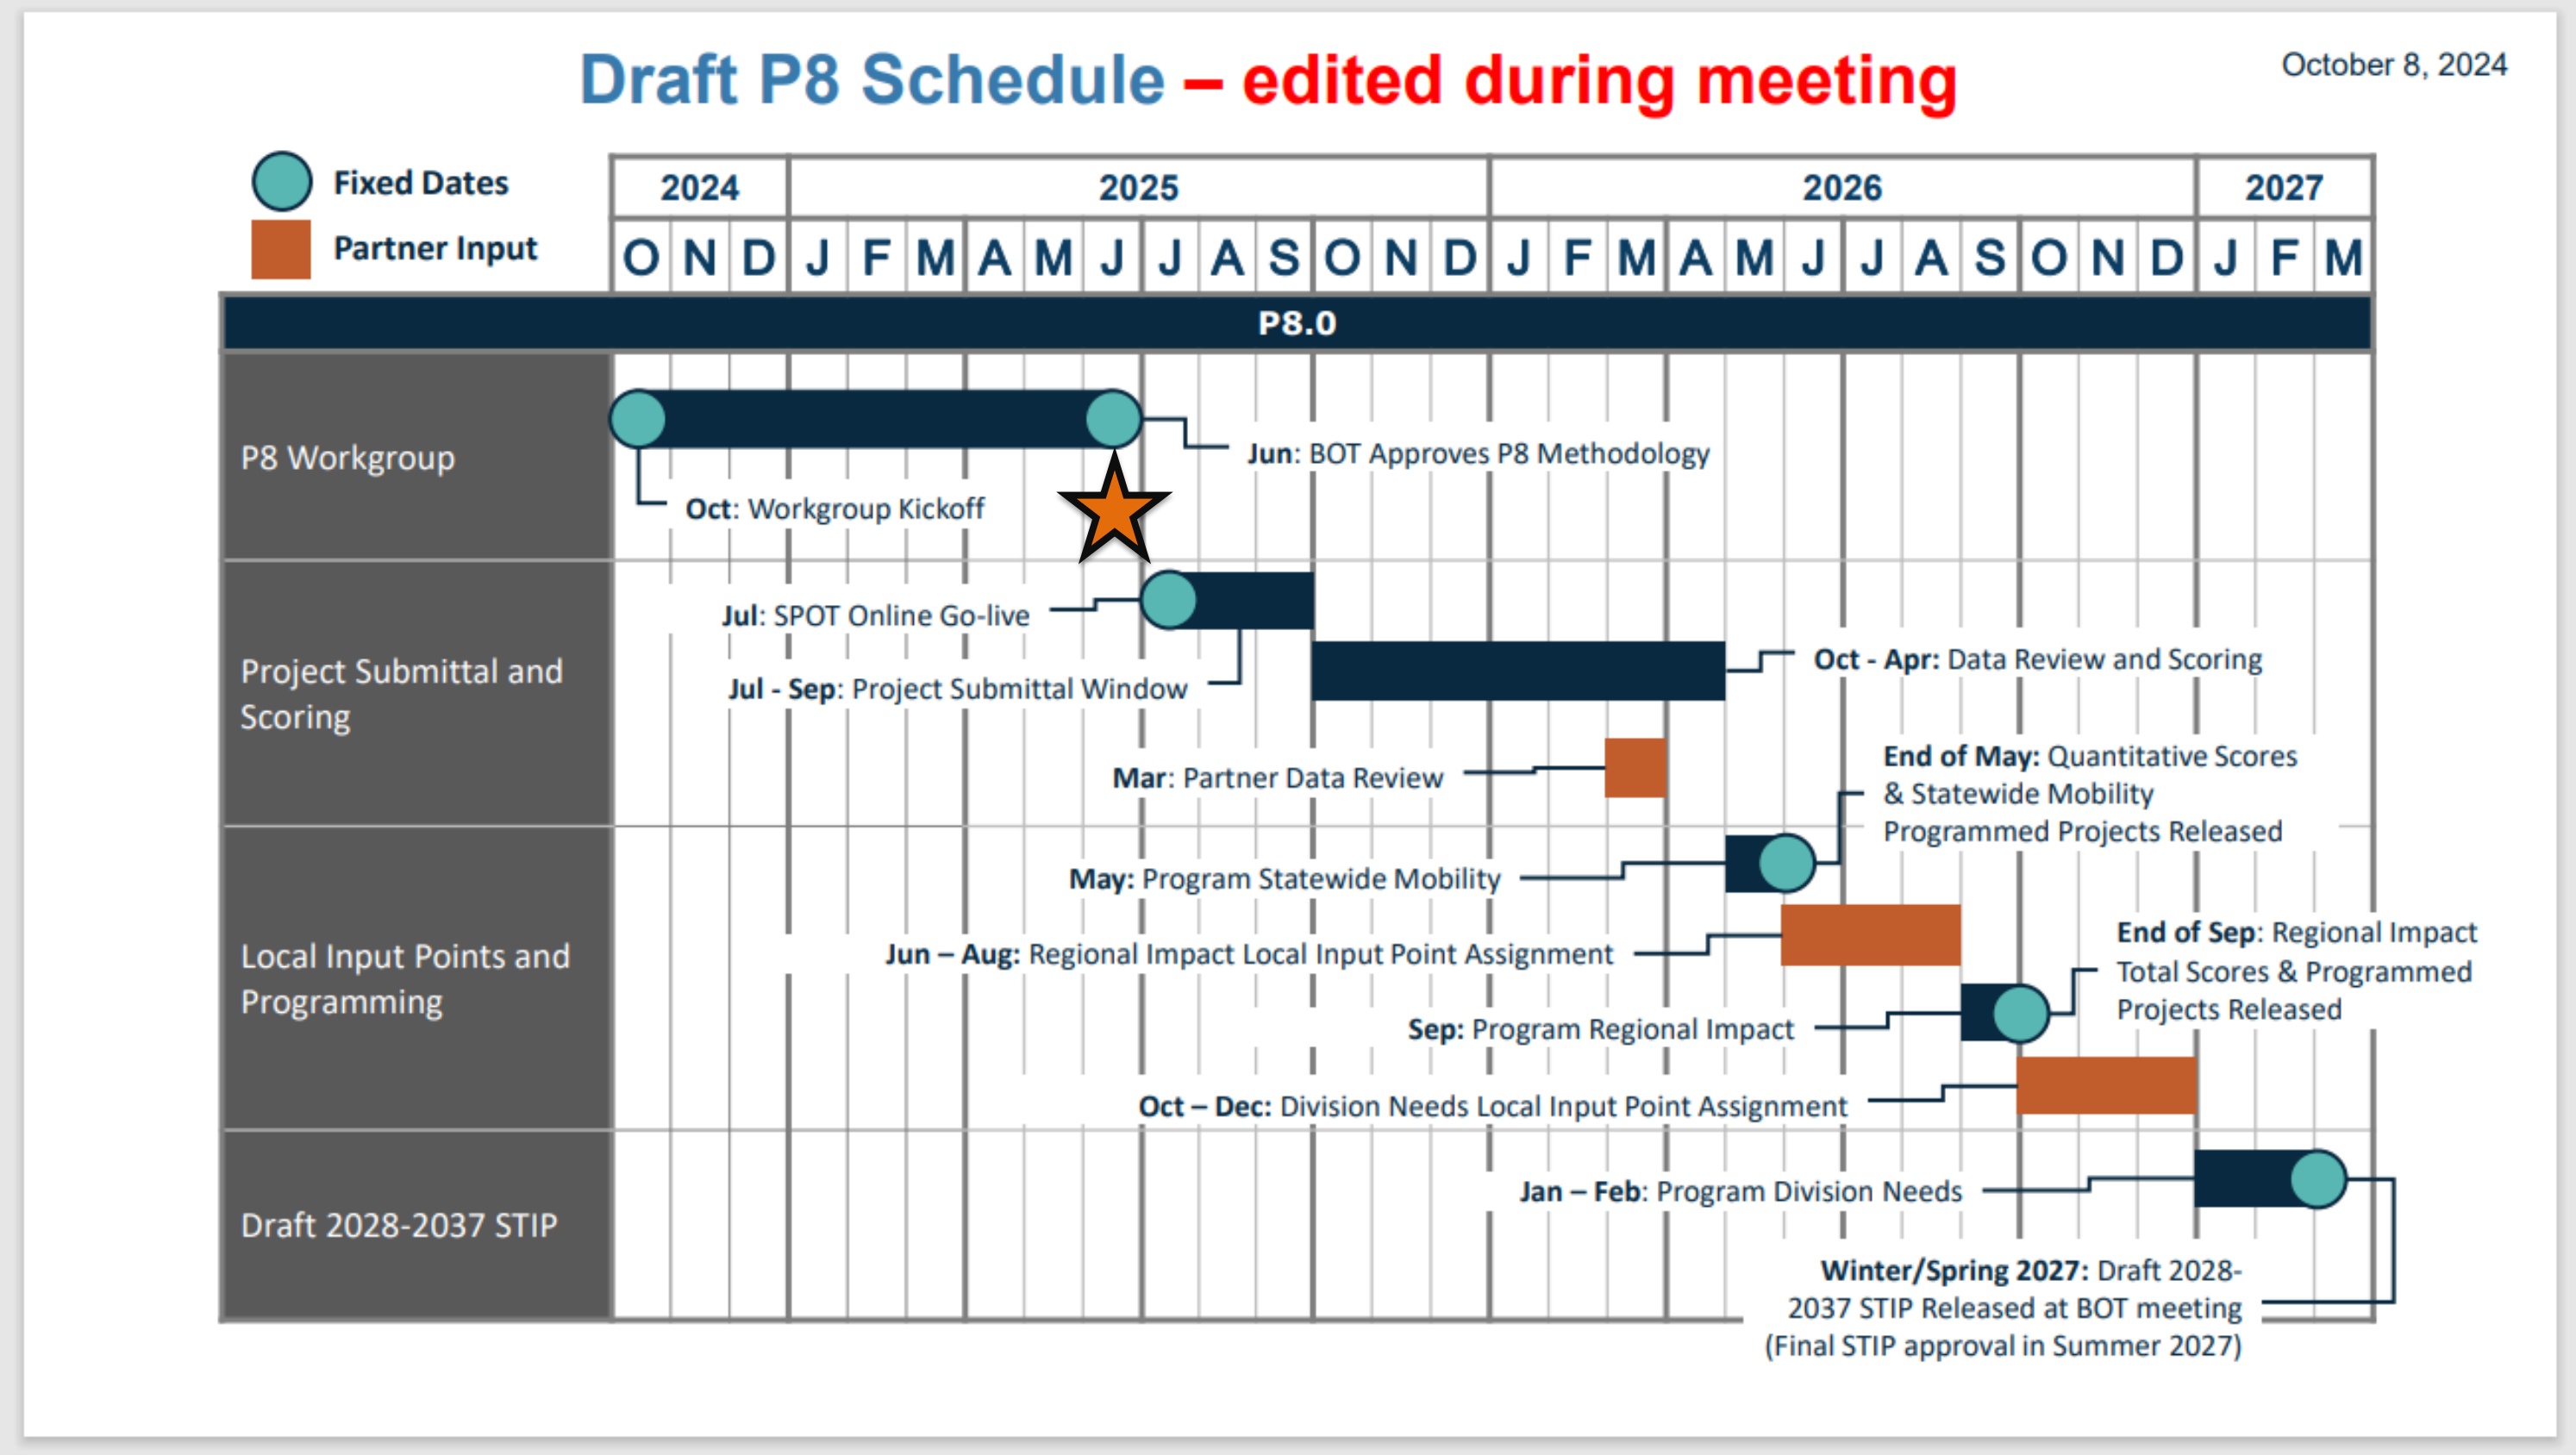 Draft P8 Schedule – edited during meeting
October 8, 2024
Fixed Dates
Partner Input
2024 2025 2026 2027
O N D J F M A M J J A S O N D J F M A M J J A S O N D J F M
P8.0
P8 Workgroup
Jun: BOT Approves P8 Methodology
Oct: Workgroup Kickoff
Project Submittal and
Scoring
Jul: SPOT Online Go-live
Jul - Sep: Project Submittal Window
Oct - Apr: Data Review and Scoring
Mar: Partner Data Review
End of May: Quantitative Scores
& Statewide Mobility
Programmed Projects Released
Local Input Points and
Programming
May: Program Statewide Mobility
Jun – Aug: Regional Impact Local Input Point Assignment
End of Sep: Regional Impact
Total Scores & Programmed
Projects Released
Sep: Program Regional Impact
Oct – Dec: Division Needs Local Input Point Assignment
Draft 2028-2037 STIP
Jan – Feb: Program Division Needs
Winter/Spring 2027: Draft 2028-
2037 STIP Released at BOT meeting
(Final STIP approval in Summer 2027)